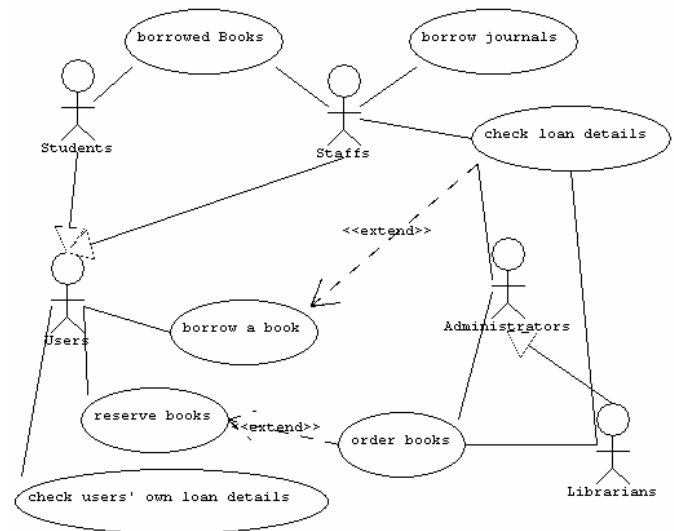 borrowed Books
borrow journals
check loan details
Students
Staffs
<<extend>>
Administrators
borrow a book
Users
reserve books
<<extend>>
order books
Librarians
check users' own loan details